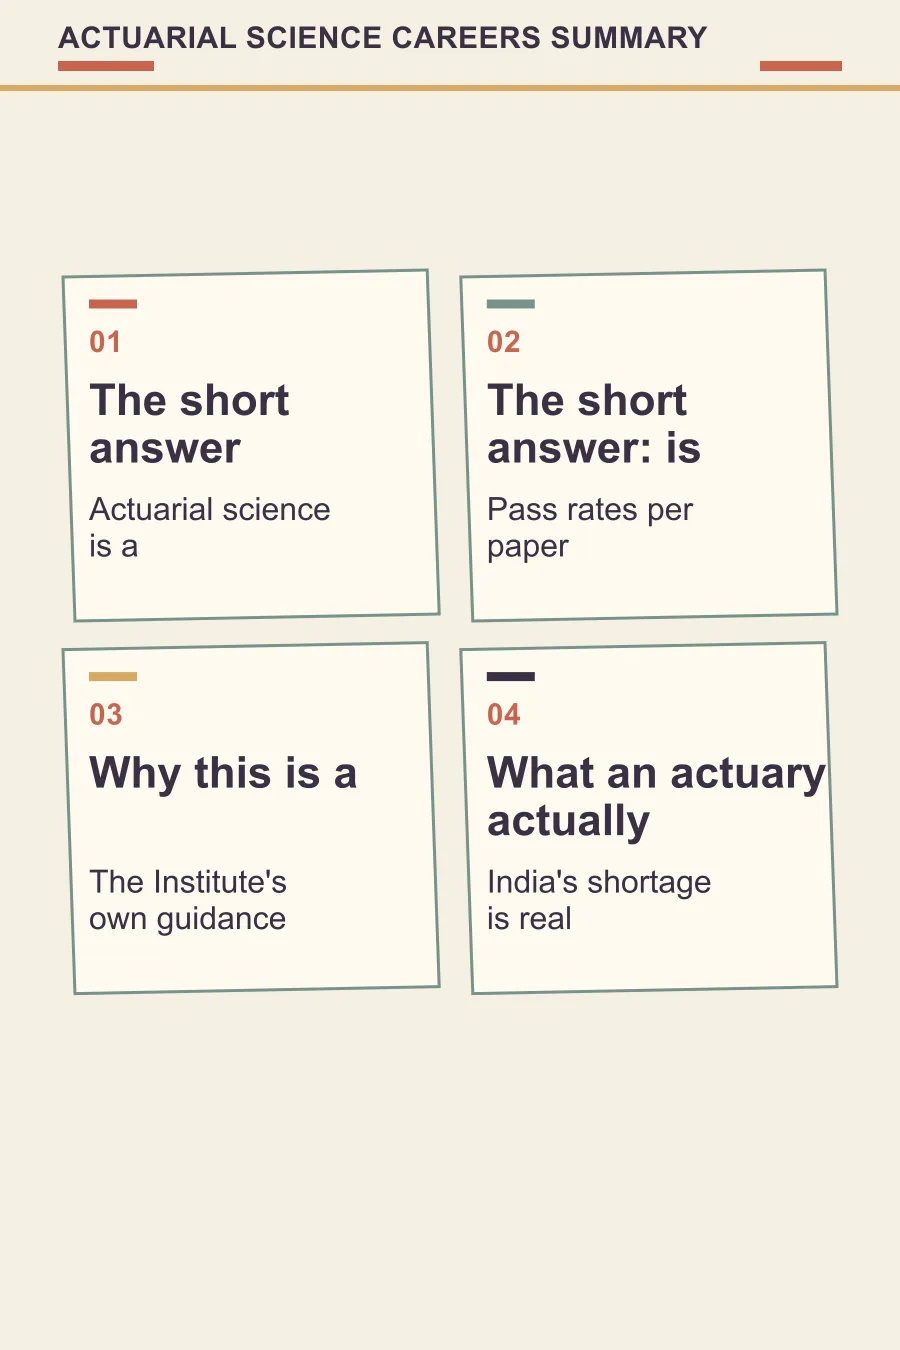 ACTUARIAL SCIENCE CAREERS SUMMARY
01
The short
answer
Actuarial science
is a
02
The short
answer: is
Pass rates per
paper
03
Why this is a
The Institute's
own guidance
04
What an actuary
actually
India's shortage
is real